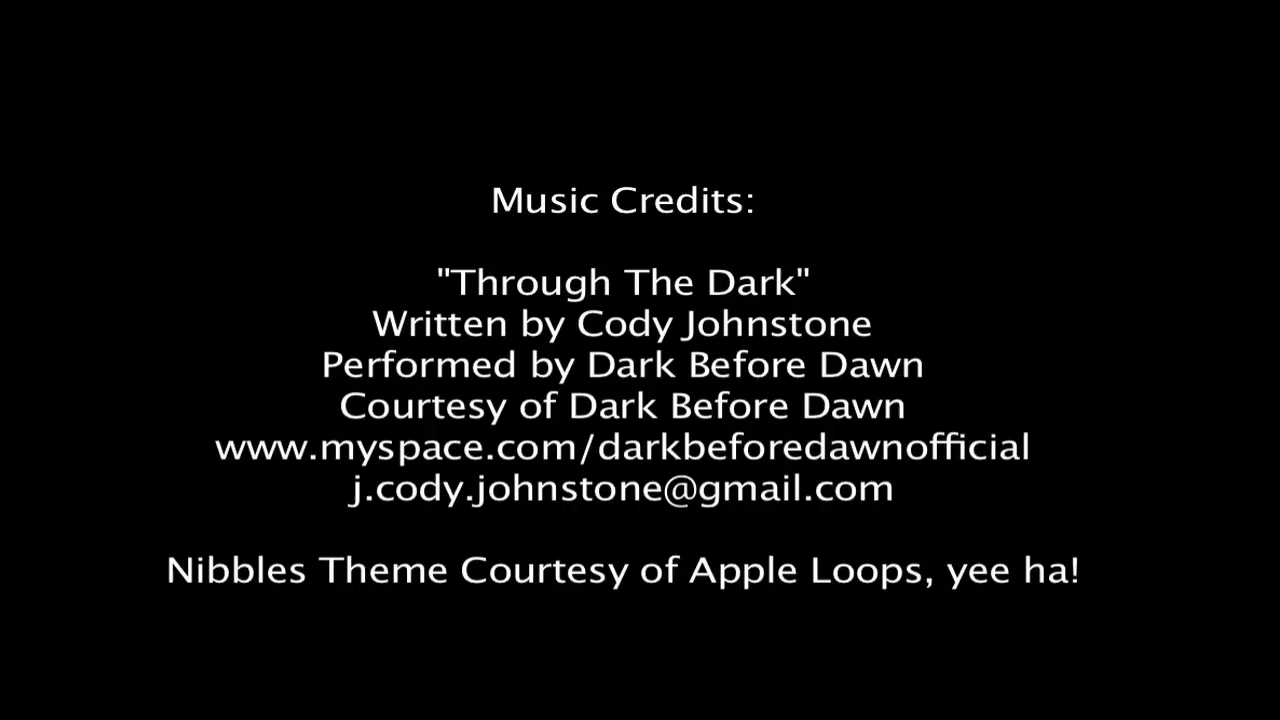 Music Credits:
"Through The Dark"
Written by Cody Johnstone
Performed by Dark Before Dawn
Courtesy of Dark Before Dawn
www.myspace.com/darkbeforedawnofficial
j.cody.johnstone@gmail.com
Nibbles Theme Courtesy of Apple Loops, yee ha!